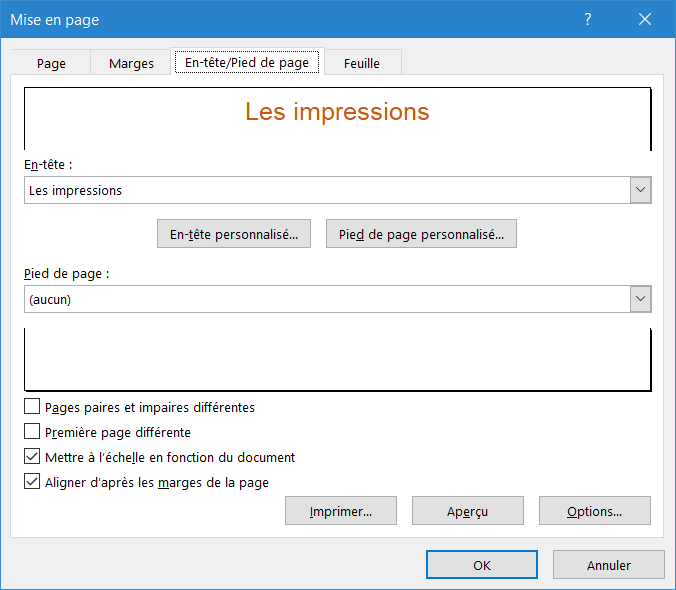 Mise en page
?
Page Marges En-tête/Pied de page Feuille
Les impressions
En-tête :
Les impressions
En-tête personnalisé... Pied de page personnalisé...
Pied de page :
(aucun)
Pages paires et impaires différentes
Première page différente
Mettre à l'échelle en fonction du document
Aligner d'après les marges de la page
Imprimer... Aperçu Options...
OK Annuler